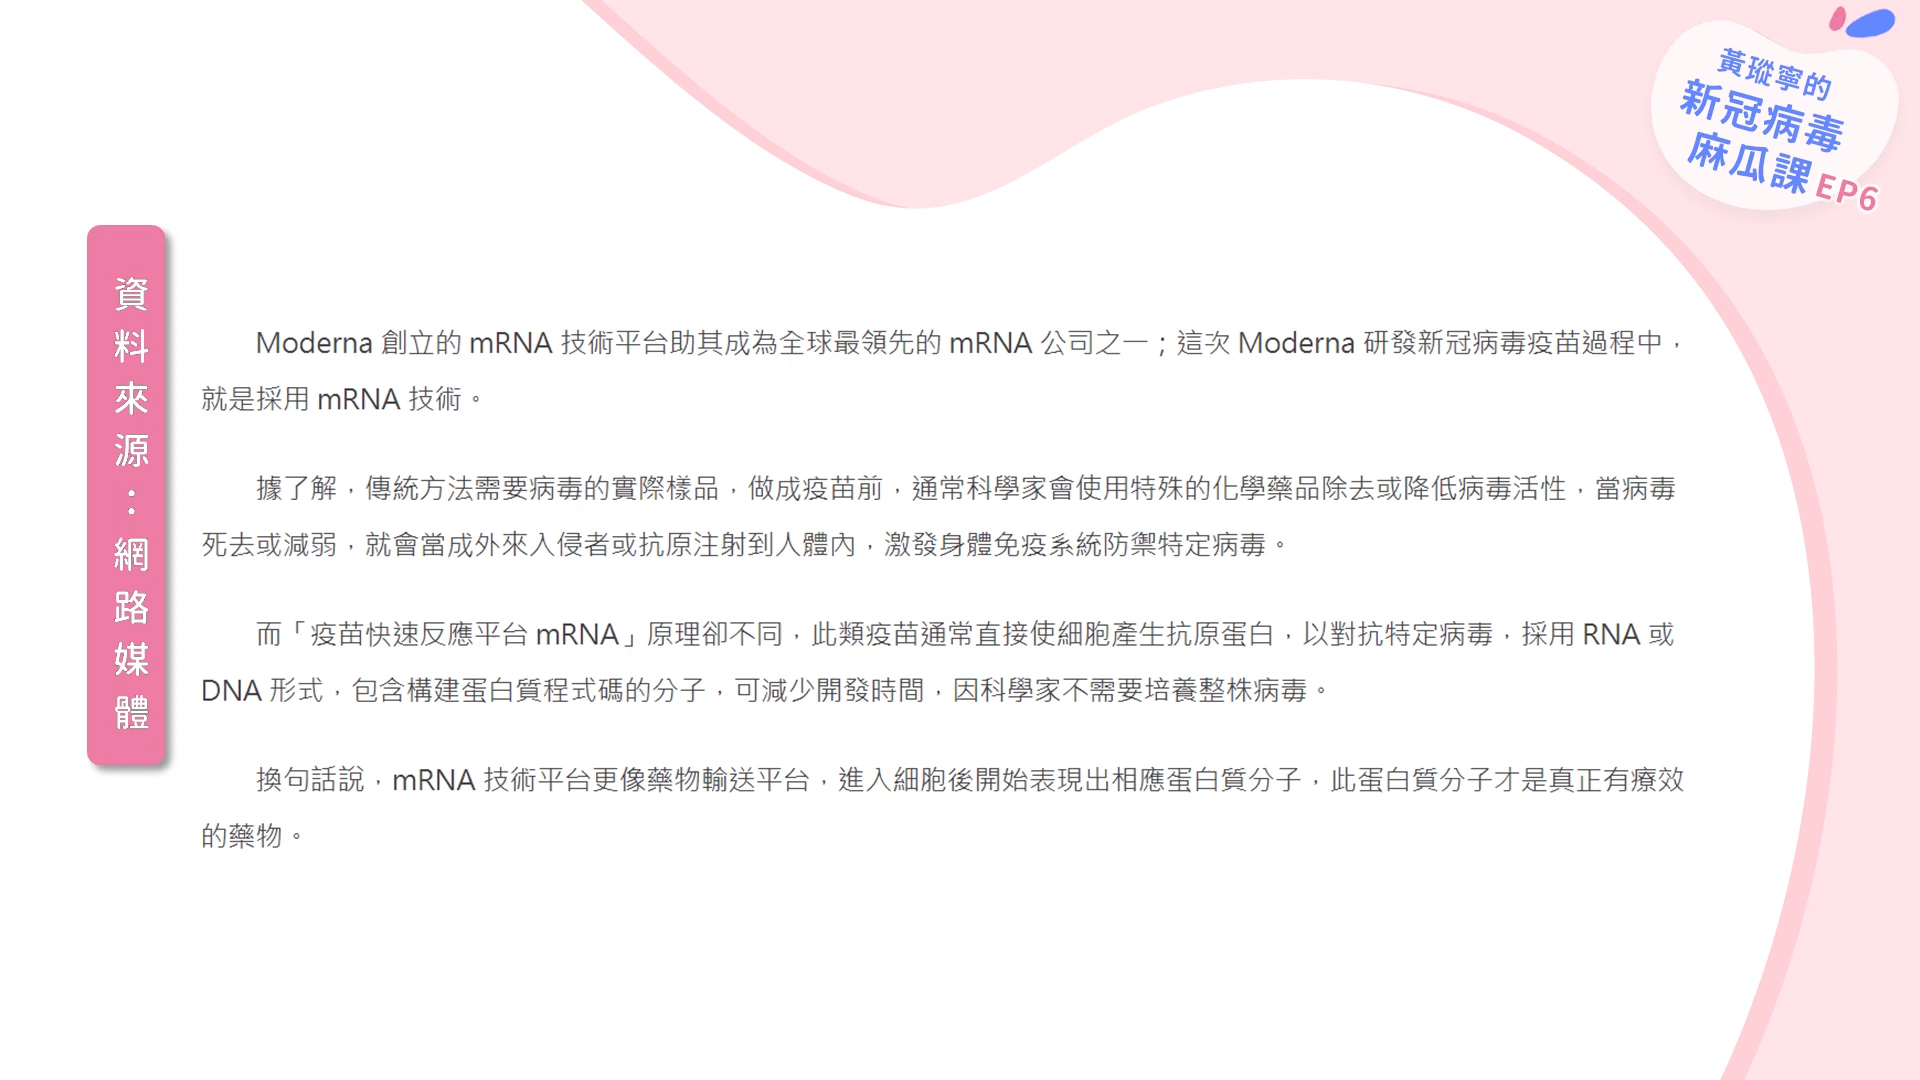 黃瑽寧的
新冠病毒
麻瓜課 EP6
資料來源：網路媒體
Moderna 創立的 mRNA 技術平台助其成為全球最領先的 mRNA 公司之一；這次 Moderna 研發新冠病毒疫苗過程中，
就是採用 mRNA 技術。
據了解，傳統方法需要病毒的實際樣品，做成疫苗前，通常科學家會使用特殊的化學藥品除去或降低病毒活性，當病毒
死去或減弱，就會當成外來入侵者或抗原注射到人體內，激發身體免疫系統防禦特定病毒。
而「疫苗快速反應平台 mRNA」原理卻不同，此類疫苗通常直接使細胞產生抗原蛋白，以對抗特定病毒，採用 RNA 或
DNA 形式，包含構建蛋白質程式碼的分子，可減少開發時間，因科學家不需要培養整株病毒。
換句話說，mRNA 技術平台更像藥物輸送平台，進入細胞後開始表現出相應蛋白質分子，此蛋白質分子才是真正有療效
的藥物。